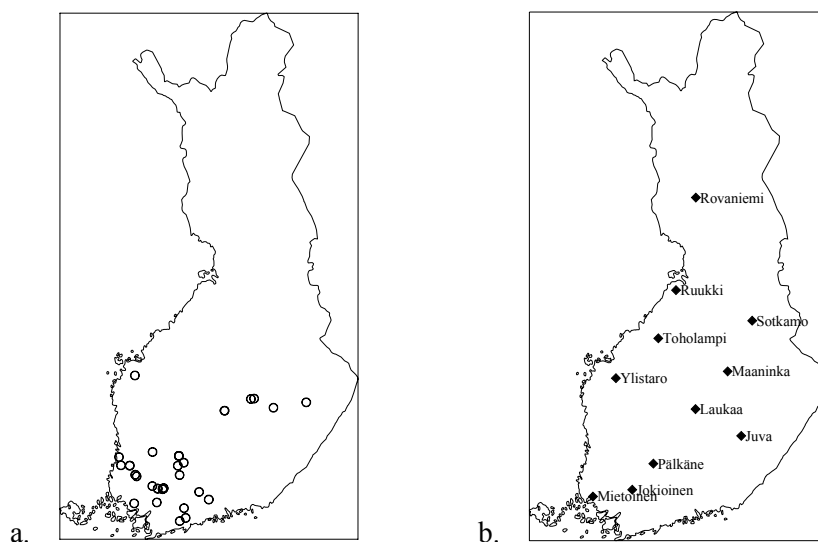 Rovaniemi
Ruukki
Sotkamo
Toholampi
Maaninka
Ylistaro
Laukaa
Juva
Pälkäne
Jokioinen
Mietoinen
a.
b.